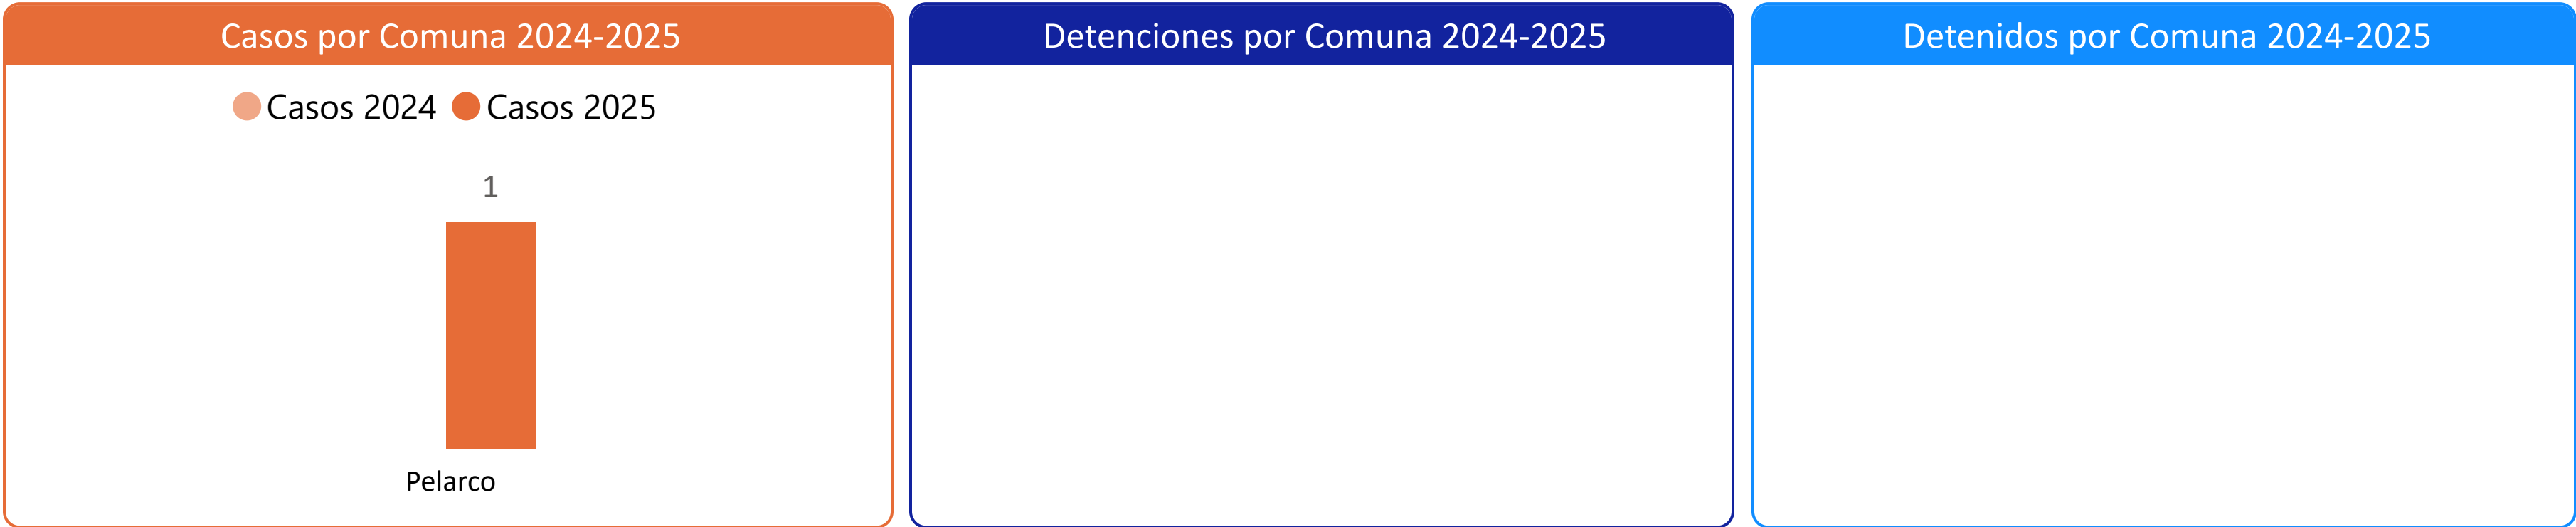 Casos por Comuna 2024-2025
Casos 2024 Casos 2025
1
Pelarco
Detenciones por Comuna 2024-2025
Detenidos por Comuna 2024-2025